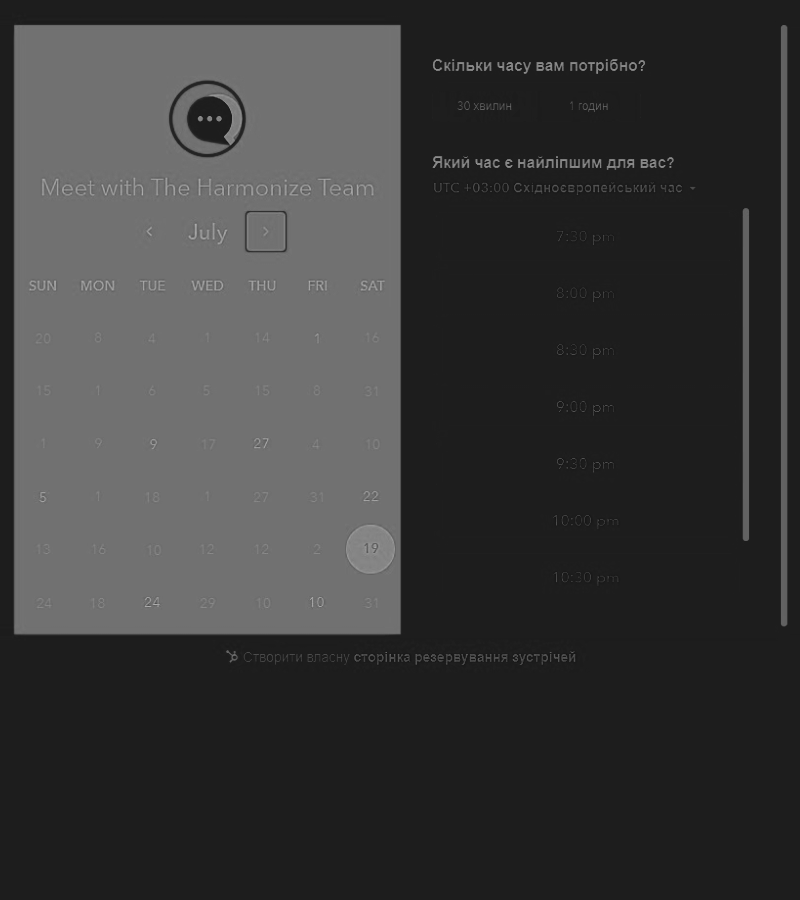 Meet with The Harmonize Team
July
SUN MON TUE WED THU FRI SAT
20 8 4 1 14 1 16
15 1 6 5 15 8 31
1 9 9 17 27 4 10
5 1 18 1 27 31 22
13 16 10 12 12 2 19
24 18 24 29 10 10 31
Скільки часу вам потрібно?
30 хвилин 1 годин
Який час є найліпшим для вас?
UTC +03:00 Східноєвропейський час
7:30 pm
8:00 pm
8:30 pm
9:00 pm
9:30 pm
10:00 pm
10:30 pm
Створити власну сторінка резервування зустрічей